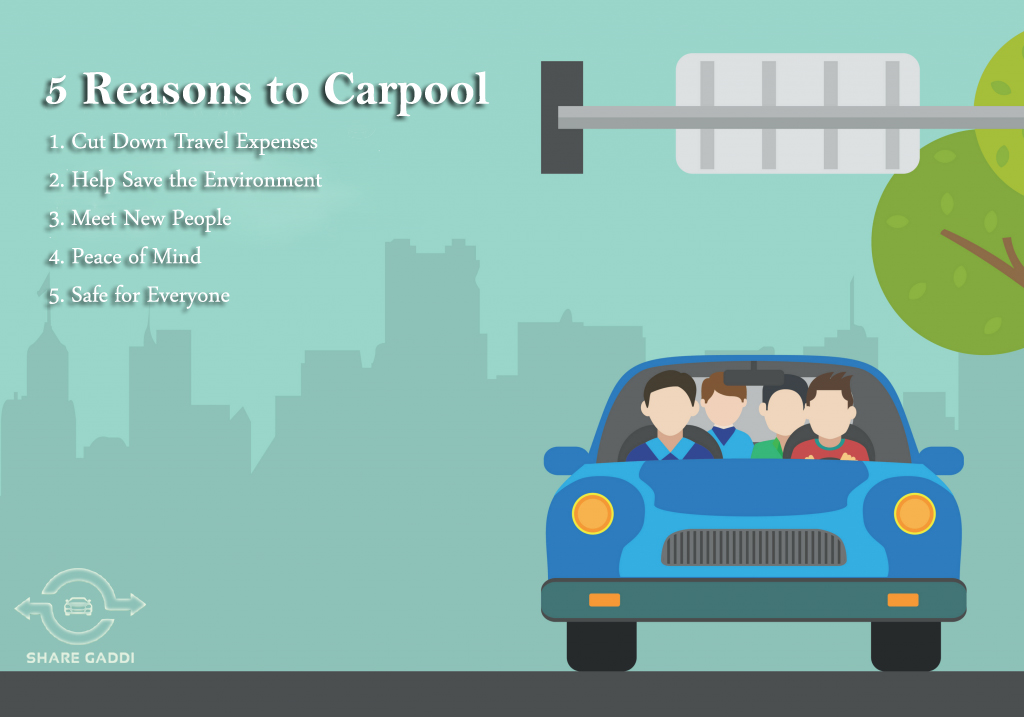 5 Reasons to Carpool
1. Cut Down Travel Expenses
2. Help Save the Environment
3. Meet New People
4. Peace of Mind
5. Safe for Everyone
SHARE GADDI